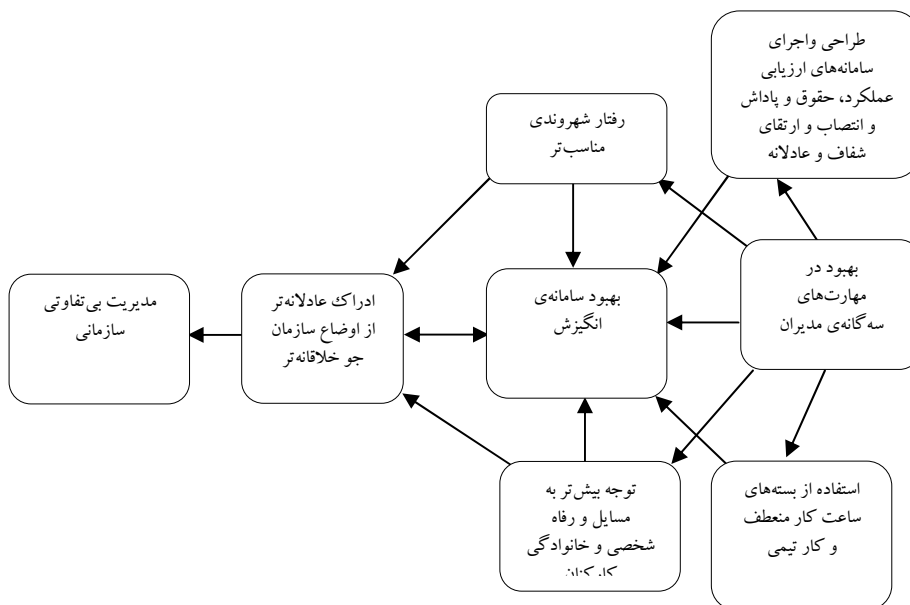 طراحی واجرای
سامانه‌های ارزیابی
عملکرد، حقوق و پاداش
و انتصاب و ارتقای
شفاف و عادلانه
رفتار شهروندی
مناسب‌تر
بهبود در
مهارت‌های
سه‌گانه‌ی مدیران
بهبود سامانه‌ی
انگیزش
ادراک عادلانه‌تر
از اوضاع سازمان
جو خلاقانه‌تر
مدیریت بی‌تفاوتی
سازمانی
استفاده از بسته‌های
ساعت کار منعطف
و کار تیمی
توجه بیش‌تر به
مسایل و رفاه
شخصی و خانوادگی
کارکنان